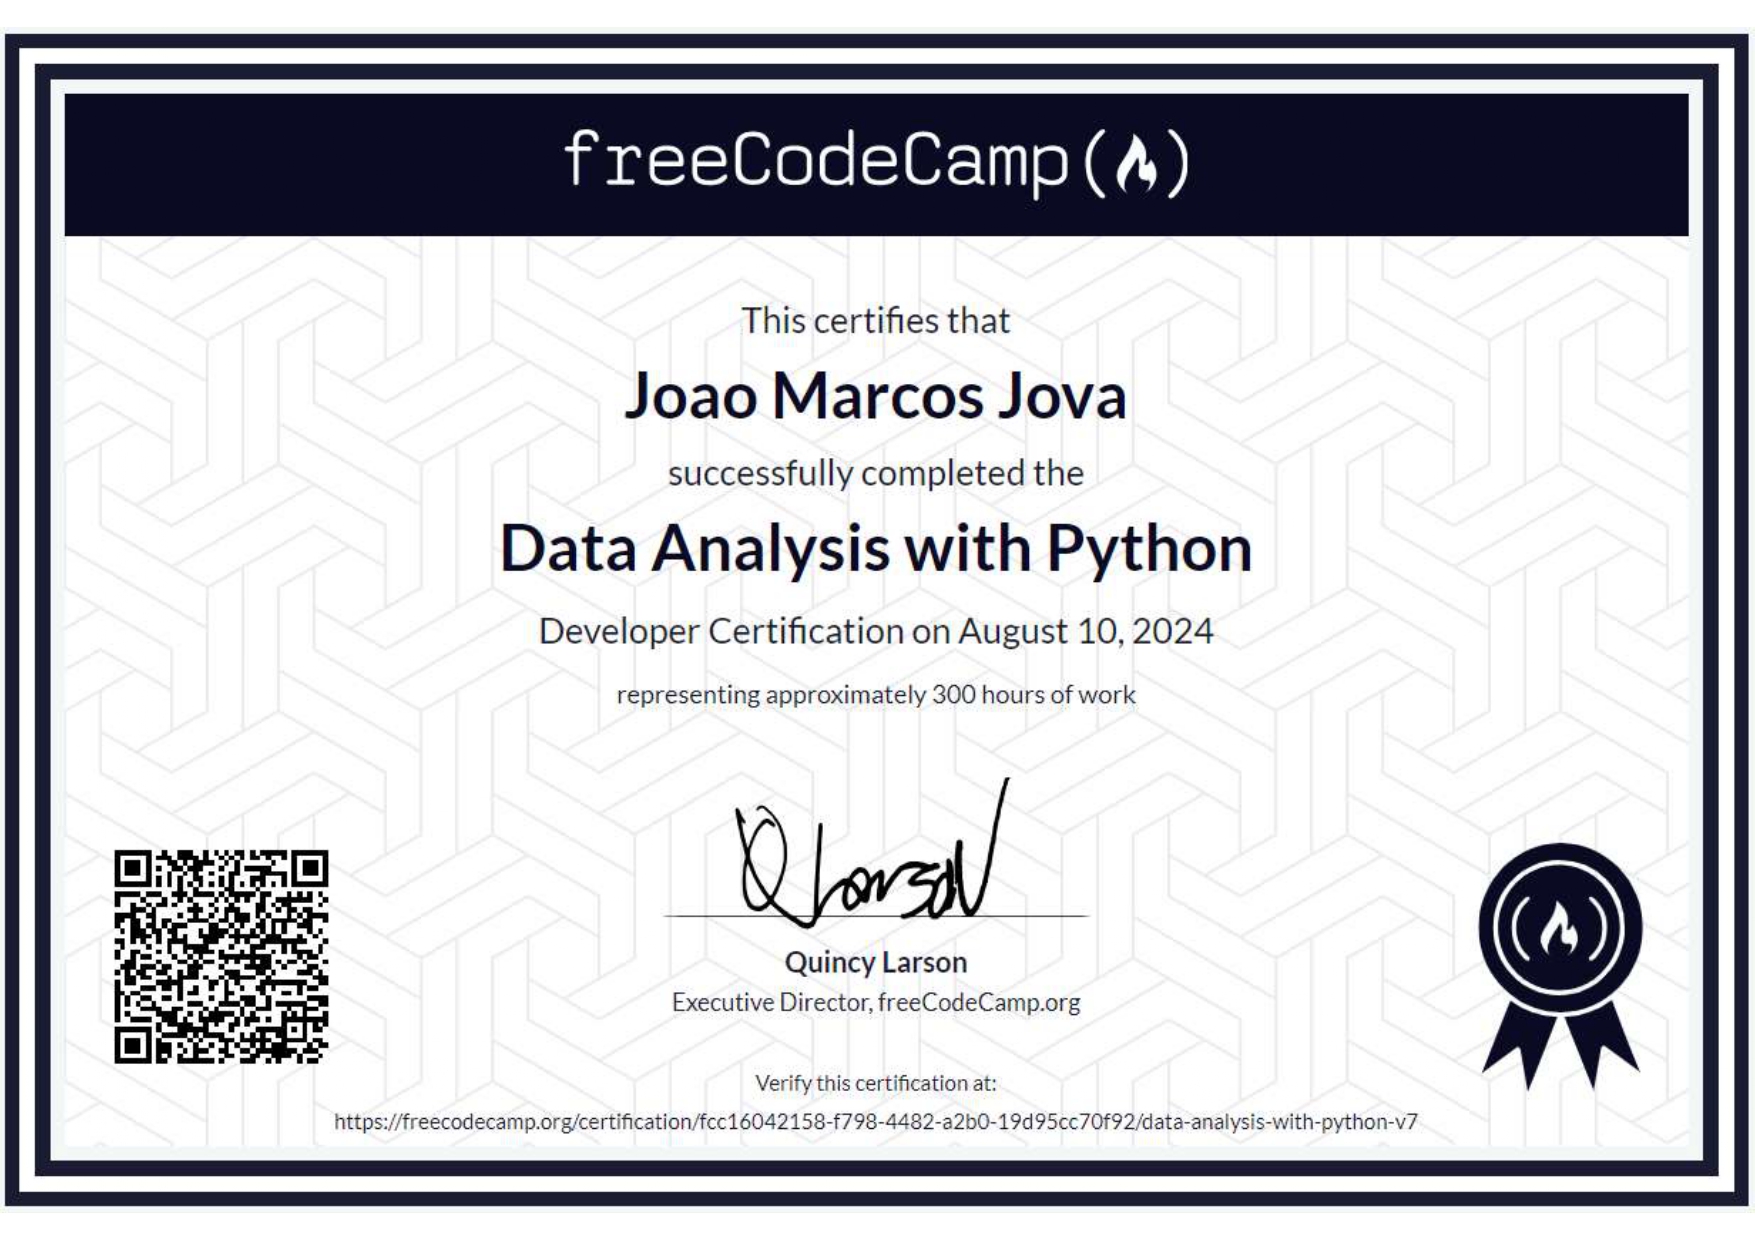 freeCodeCamp
This certifies that
Joao Marcos Jova
successfully completed the
Data Analysis with Python
Developer Certification on August 10, 2024
representing approximately 300 hours of work
Q Larson
Quincy Larson
Executive Director, freeCodeCamp.org
Verify this certification at:
https://freecodecamp.org/certification/fcc16042158-f798-4482-a2b0-19d95cc70f92/data-analysis-with-python-v7